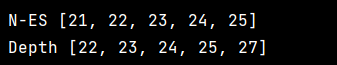 N-ES [21, 22, 23, 24, 25]
Depth [22, 23, 24, 25, 27]